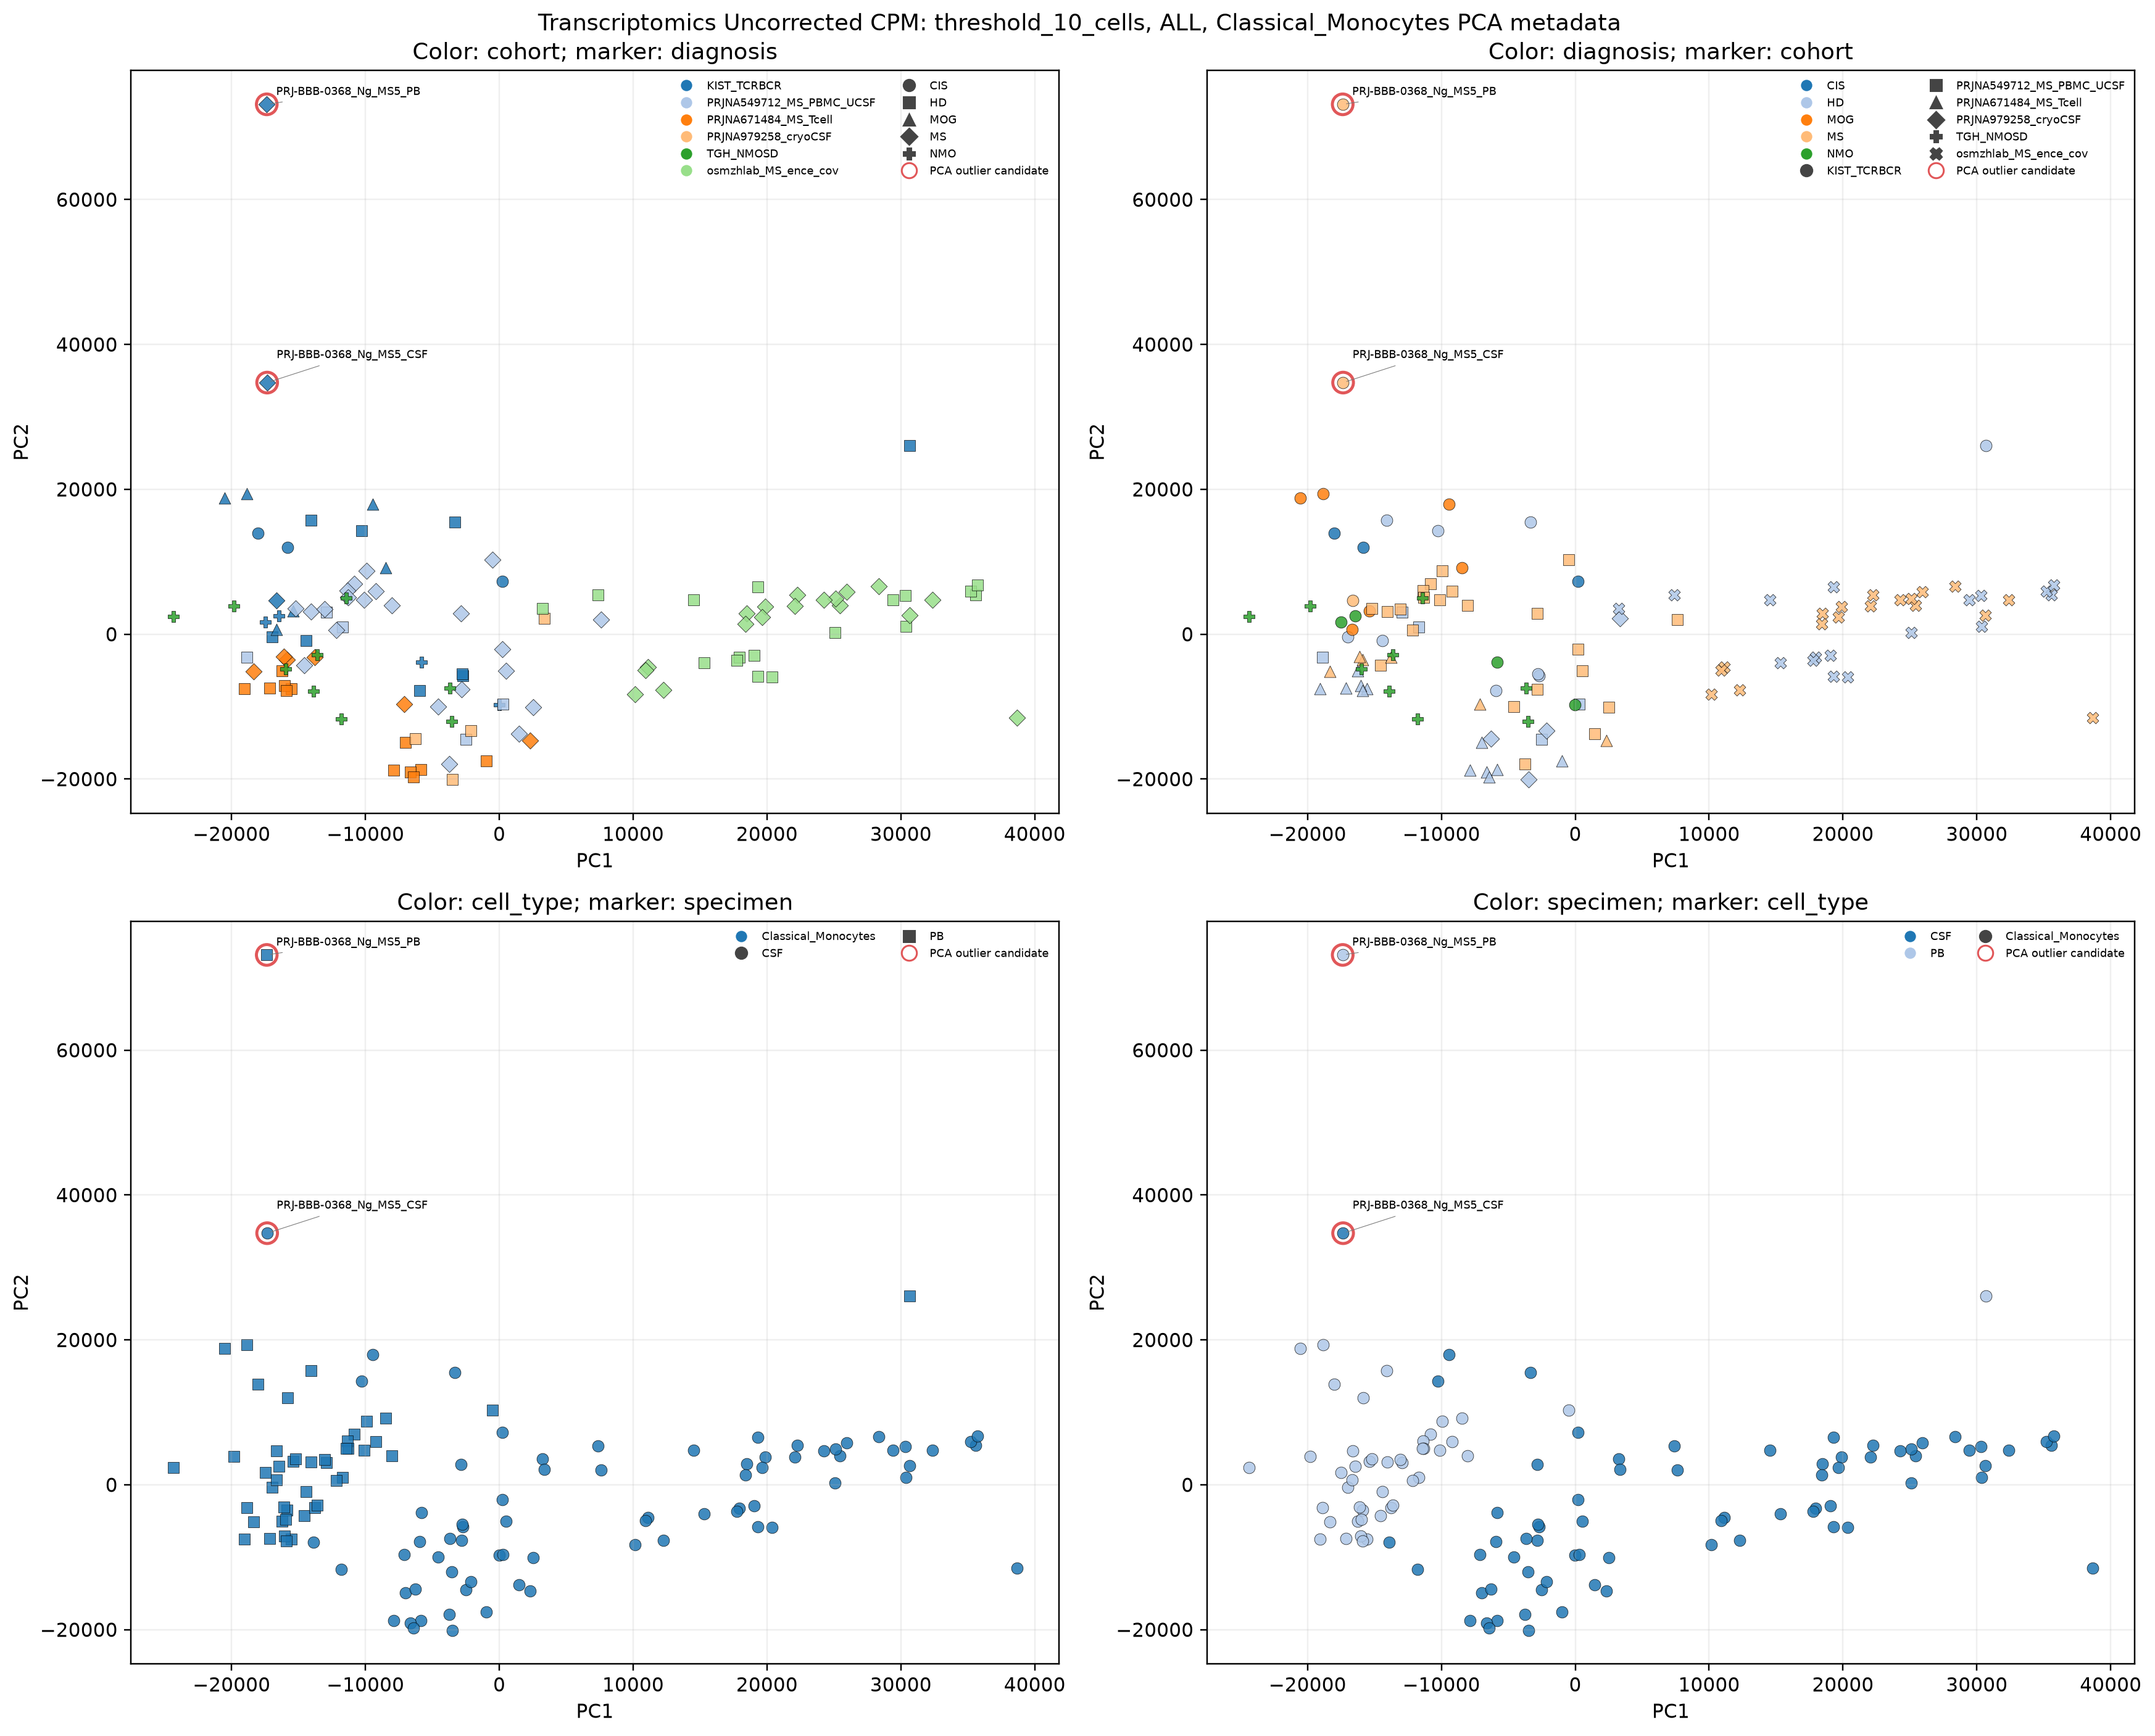 Transcriptomics Uncorrected CPM: threshold_10_cells, ALL, Classical_Monocytes PCA metadata
Color: cohort; marker: diagnosis
PRJ-BBB-0368_Ng_MS5_PB
KIST_TCRBCR
PRJNA549712_MS_PBMC_UCSF
PRJNA671484_MS_Tcell
PRJNA979258_cryoCSF
TGH_NMOSD
osmzhlab_MS_ence_cov
CIS
HD
MOG
MS
NMO
PCA outlier candidate
PRJ-BBB-0368_Ng_MS5_CSF
60000
40000
20000
0
−20000
PC2
−20000
−10000
0
10000
20000
30000
40000
PC1
Color: diagnosis; marker: cohort
PRJ-BBB-0368_Ng_MS5_PB
CIS
HD
MOG
MS
NMO
KIST_TCRBCR
PRJNA549712_MS_PBMC_UCSF
PRJNA671484_MS_Tcell
PRJNA979258_cryoCSF
TGH_NMOSD
osmzhlab_MS_ence_cov
PCA outlier candidate
PRJ-BBB-0368_Ng_MS5_CSF
60000
40000
20000
0
−20000
PC2
−20000
−10000
0
10000
20000
30000
40000
PC1
Color: cell_type; marker: specimen
PRJ-BBB-0368_Ng_MS5_PB
Classical_Monocytes
CSF
PB
PCA outlier candidate
PRJ-BBB-0368_Ng_MS5_CSF
60000
40000
20000
0
−20000
PC2
−20000
−10000
0
10000
20000
30000
40000
PC1
Color: specimen; marker: cell_type
PRJ-BBB-0368_Ng_MS5_PB
CSF
PB
Classical_Monocytes
PCA outlier candidate
PRJ-BBB-0368_Ng_MS5_CSF
60000
40000
20000
0
−20000
PC2
−20000
−10000
0
10000
20000
30000
40000
PC1